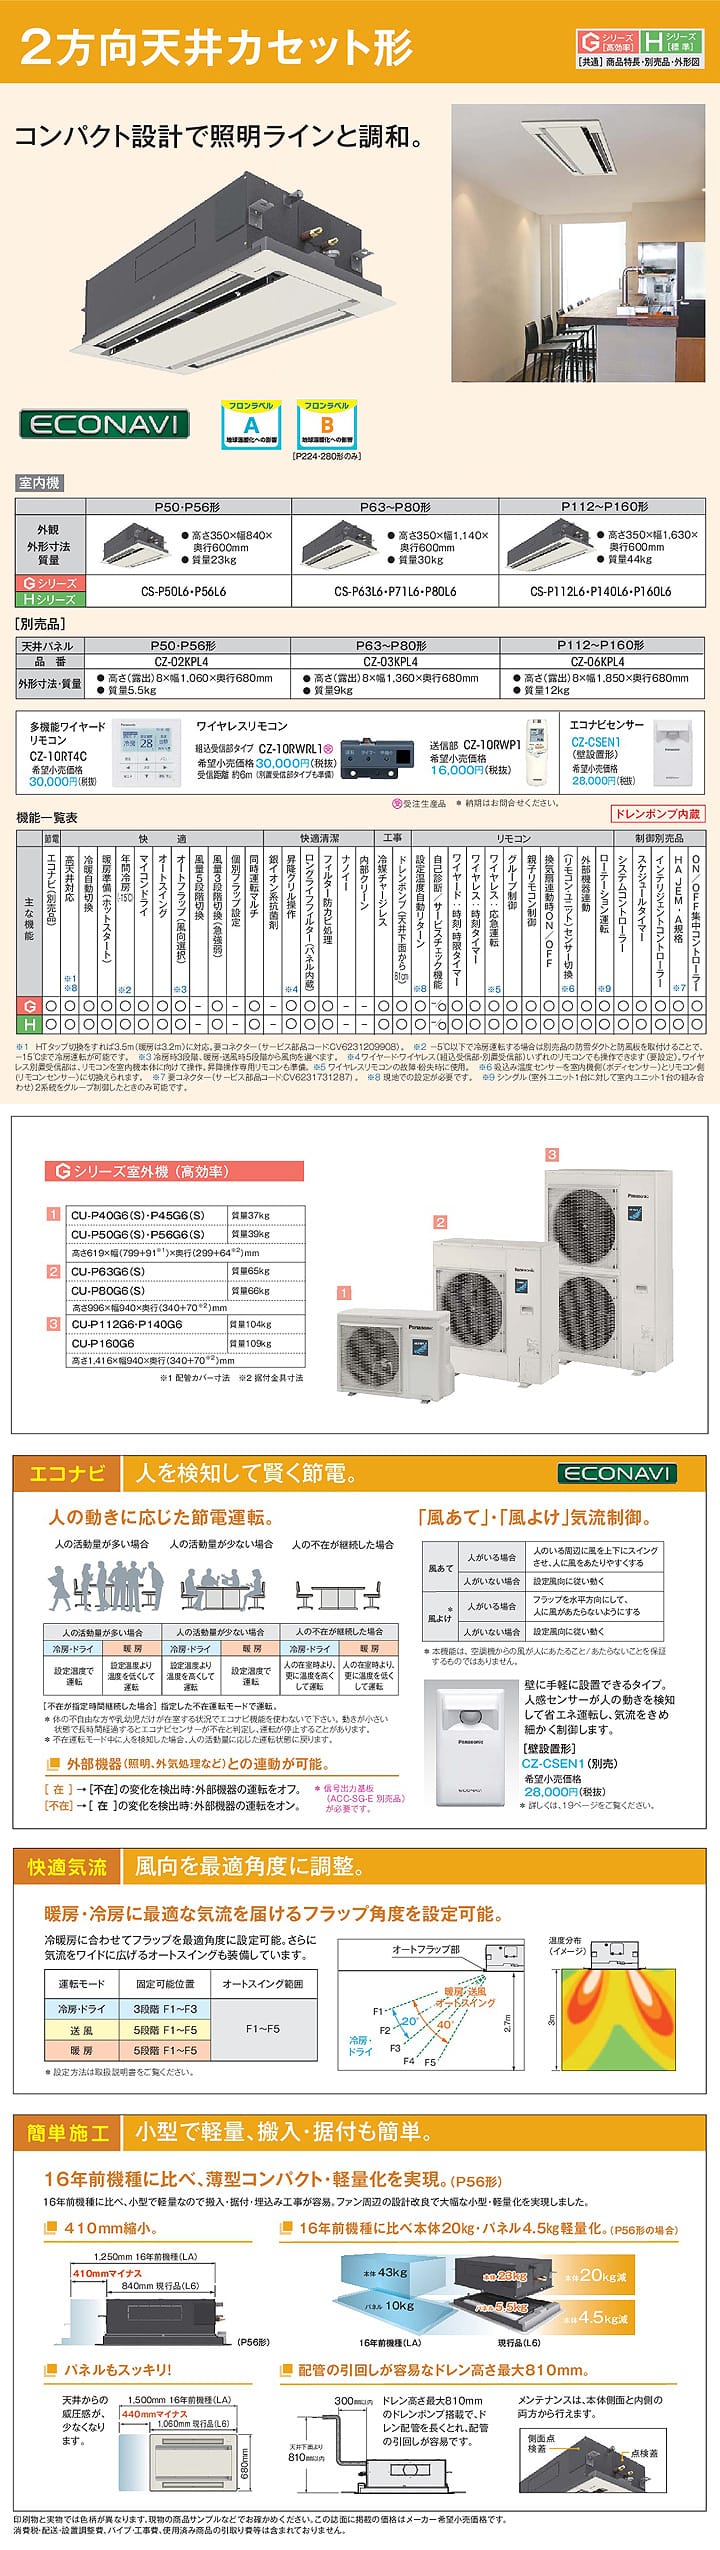 2方向天井カセット形
Gシリーズ[高効率] Hシリーズ[標準]
[共通] 商品特長・別売品・外形図
コンパクト設計で照明ラインと調和。
ECONAVI
フロンラベル A 地球温暖化への影響
フロンラベル B 地球温暖化への影響
[P224・280形のみ]
室内機
P50・P56形 P63～P80形 P112～P160形
外観 外形寸法 質量
●高さ350×幅840×奥行600mm ●質量23kg
●高さ350×幅1,140×奥行600mm ●質量30kg
●高さ350×幅1,630×奥行600mm ●質量44kg
Gシリーズ
Hシリーズ
CS-P50L6・P56L6 CS-P63L6・P71L6・P80L6 CS-P112L6・P140L6・P160L6
[別売品]
天井パネル P50・P56形 P63～P80形 P112～P160形
品番 CZ-02KPL4 CZ-03KPL4 CZ-06KPL4
外形寸法・質量
●高さ(露出)8×幅1,060×奥行680mm ●質量5.5kg
●高さ(露出)8×幅1,360×奥行680mm ●質量9kg
●高さ(露出)8×幅1,850×奥行680mm ●質量12kg
多機能ワイヤードリモコン
CZ-10RT4C
希望小売価格
30,000円(税抜)
ワイヤレスリモコン
組込受信部タイプ CZ-10RWRL1㊕
希望小売価格 30,000円(税抜)
受信距離 約6m (別置受信部タイプも準備)
送信部 CZ-10RWP1
希望小売価格
16,000円(税抜)
エコナビセンサー
CZ-CSEN1
(壁設置形)
希望小売価格
28,000円(税抜)
受注生産品 ＊納期はお問合せください。
機能一覧表
ドレンポンプ内蔵
節電 快適 快適清潔 工事 リモコン 制御別売品
主な機能
エコナビ(別売品)
高天井対応 ※1 ※8
冷暖自動切換
暖房準備(ホットスタート)
年間冷房(-15℃) ※2
マイコンドライ
オートスイング
オートフラップ(風向選択) ※3
風量5段階切換
風量3段階切換(急強弱)
個別フラップ設定
同時運転マルチ
銀イオン系抗菌剤
昇降グリル操作 ※4
ロングライフフィルター(パネル内蔵)
フィルター防カビ処理
ナノイー
内部クリーン
冷媒チャージレス
ドレンポンプ(天井下面から81cm)
設定温度自動リターン ※8
自己診断/サービスチェック機能
ワイヤード:時刻・時限タイマー
ワイヤレス:時刻タイマー
ワイヤレス:応急運転 ※5
グループ制御
親子リモコン制御
換気扇連動時ON/OFF
(リモコン・ユニット)センサー切換 ※6
外部機器連動
ローテーション運転 ※9
システムコントローラー
スケジュールタイマー
インテリジェントコントローラー
HA JEM-A規格 ※7
ON/OFF集中コントローラー
G ○ ○ ○ ○ ○ ○ ○ ○ － ○ － ○ － ○ ○ ○ － － ○ ○ ○ －/○ ○ ○ ○ ○ ○ ○ ○ ○ ○ ○ ○ ○ ○ ○
H ○ ○ ○ ○ ○ ○ ○ ○ － ○ － ○ － ○ ○ ○ － － ○ ○ ○ －/○ ○ ○ ○ ○ ○ ○ ○ ○ ○ ○ ○ ○ ○ ○
※1 HTタップ切換をすれば3.5m(暖房は3.2m)に対応。要コネクター(サービス部品コード:CV6231209908)。 ※2 －5℃以下で冷房運転する場合は別売品の防雪ダクトと防風板を取付けることで、
－15℃まで冷房運転が可能です。 ※3 冷房時3段階、暖房・送風時5段階から風向を選べます。 ※4 ワイヤード・ワイヤレス(組込受信部・別置受信部)いずれのリモコンでも操作できます(要設定)。ワイヤ
レス別置受信部は、リモコンを室内機本体に向けて操作。昇降操作専用リモコンも準備。 ※5 ワイヤレスリモコンの故障・紛失時に使用。 ※6 吸込み温度センサーを室内機側(ボディセンサー)とリモコン側
(リモコンセンサー)に切換えられます。 ※7 要コネクター(サービス部品コード:CV6231731287)。 ※8 現地での設定が必要です。 ※9 シングル(室外ユニット1台に対して室内ユニット1台の組み合
わせ) 2系統をグループ制御したときのみ可能です。
Gシリーズ室外機(高効率)
1 CU-P40G6(S)・P45G6(S) 質量37kg
CU-P50G6(S)・P56G6(S) 質量39kg
高さ619×幅(799+91※1)×奥行(299+64※2)mm
2 CU-P63G6(S) 質量65kg
CU-P80G6(S) 質量66kg
高さ996×幅940×奥行(340+70※2)mm
3 CU-P112G6・P140G6 質量104kg
CU-P160G6 質量109kg
高さ1,416×幅940×奥行(340+70※2)mm
※1 配管カバー寸法 ※2 据付金具寸法
1
2
3
Panasonic
Panasonic
Panasonic
エコナビ 人を検知して賢く節電。 ECONAVI
人の動きに応じた節電運転。
人の活動量が多い場合 人の活動量が少ない場合 人の不在が継続した場合
人の活動量が多い場合 人の活動量が少ない場合 人の不在が継続した場合
冷房・ドライ 暖房 冷房・ドライ 暖房 冷房・ドライ 暖房
設定温度で運転 設定温度より温度を低くして運転 設定温度より温度を高くして運転 設定温度で運転 人の在室時より、更に温度を高く運転 人の在室時より、更に温度を低く運転
[不在が指定時間継続した場合] 指定した不在運転モードで運転。
＊体の不自由な方や乳幼児だけが在室する状況でエコナビ機能を使わないで下さい。動きが小さい
状態で長時間経過するとエコナビセンサーが不在と判定し、運転が停止することがあります。
＊不在運転モード中に人を検知した場合、人の活動量に応じた運転状態に戻ります。
外部機器(照明、外気処理など)との連動が可能。
[在]→[不在]の変化を検出時:外部機器の運転をオフ。
[不在]→[在]の変化を検出時:外部機器の運転をオン。
＊信号出力基板
(ACC-SG-E 別売品)
が必要です。
「風あて」・「風よけ」気流制御。
風あて 人がいる場合 人のいる周辺に風を上下にスイングさせ、人に風をあたりやすくする
人がいない場合 設定風向に従い動く
＊風よけ 人がいる場合 フラップを水平方向にして、人に風があたらないようにする
人がいない場合 設定風向に従い動く
＊本機能は、空調機からの風が人にあたること/あたらないことを保証
するものではありません。
Panasonic
ECONAVI
壁に手軽に設置できるタイプ。
人感センサーが人の動きを検知
して省エネ運転し、気流をきめ
細かく制御します。
[壁設置形]
CZ-CSEN1(別売)
希望小売価格
28,000円(税抜)
＊詳しくは、19ページをご覧ください。
快適気流 風向を最適角度に調整。
暖房・冷房に最適な気流を届けるフラップ角度を設定可能。
冷暖房に合わせてフラップを最適角度に設定可能。さらに
気流をワイドに広げるオートスイングも装備しています。
運転モード 固定可能位置 オートスイング範囲
冷房・ドライ 3段階 F1～F3
送風 5段階 F1～F5 F1～F5
暖房 5段階 F1～F5
＊設定方法は取扱説明書をご覧ください。
オートフラップ部
暖房・送風
オートスイング
F1
F2
F3
F4
F5
20°
40°
冷房・ドライ
2.7m
温度分布
(イメージ)
3m
簡単施工 小型で軽量、搬入・据付も簡単。
16年前機種に比べ、薄型コンパクト・軽量化を実現。(P56形)
16年前機種に比べ、小型で軽量なので搬入・据付・埋込み工事が容易。ファン周辺の設計改良で大幅な小型・軽量化を実現しました。
410mm縮小。
1,250mm 16年前機種(LA)
410mmマイナス
840mm 現行品(L6)
(P56形)
16年前機種に比べ本体20kg・パネル4.5kg軽量化。(P56形の場合)
本体 43kg
パネル 10kg
16年前機種(LA)
本体 23kg
パネル 5.5kg
現行品(L6)
本体 20kg減
本体 4.5kg減
パネルもスッキリ!
天井からの
威圧感が、
少なくなり
ます。
1,500mm 16年前機種(LA)
440mmマイナス
1,060mm 現行品(L6)
680mm
配管の引回しが容易なドレン高さ最大810mm。
300mm以内
天井下面より
810mm以内
ドレン高さ最大810mm
のドレンポンプ搭載で、ド
レン配管を長くとれ、配管
の引回しが容易です。
メンテナンスは、本体側面と内側の
両方から行えます。
側面点検蓋
点検蓋
印刷物と実物では色柄が異なります。現物の商品サンプルなどでお確かめください。この誌面に掲載の価格はメーカー希望小売価格です。
消費税・配送・設置調整費、パイプ・工事費、使用済み商品の引取り費等は含まれておりません。